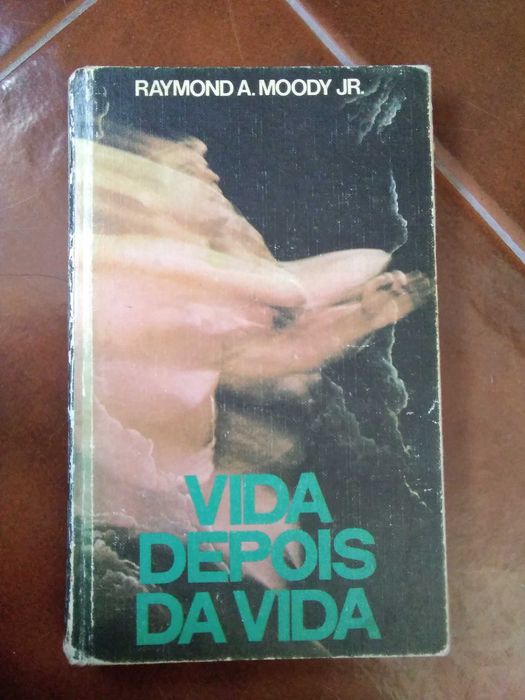 RAYMOND A. MOODY JR.
VIDA
DEPOIS
DA VIDA